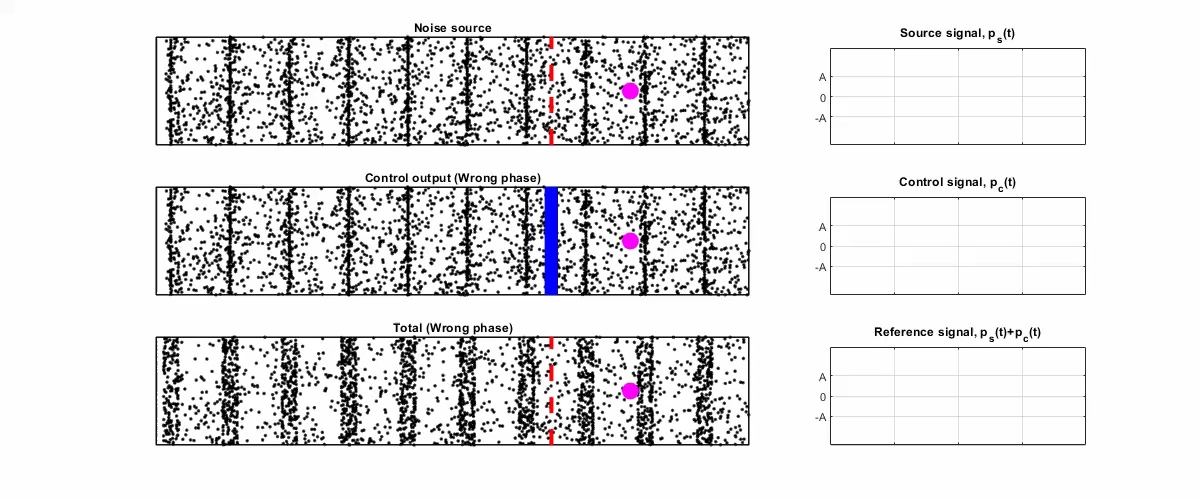 Noise source
Source signal, p_s(t)
A
0
-A
Control output (Wrong phase)
Control signal, p_c(t)
A
0
-A
Total (Wrong phase)
Reference signal, p_s(t)+p_c(t)
A
0
-A